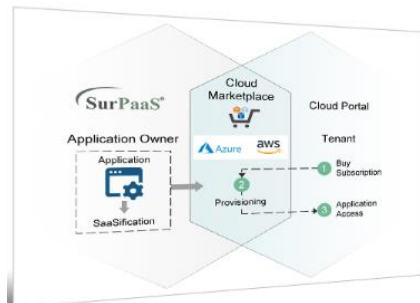 SurPaaS®
Application Owner
Application
SaaSification
Cloud
Marketplace
Azure
aws
2
Provisioning
Cloud Portal
Tenant
1 Buy
Subscription
3 Application
Access